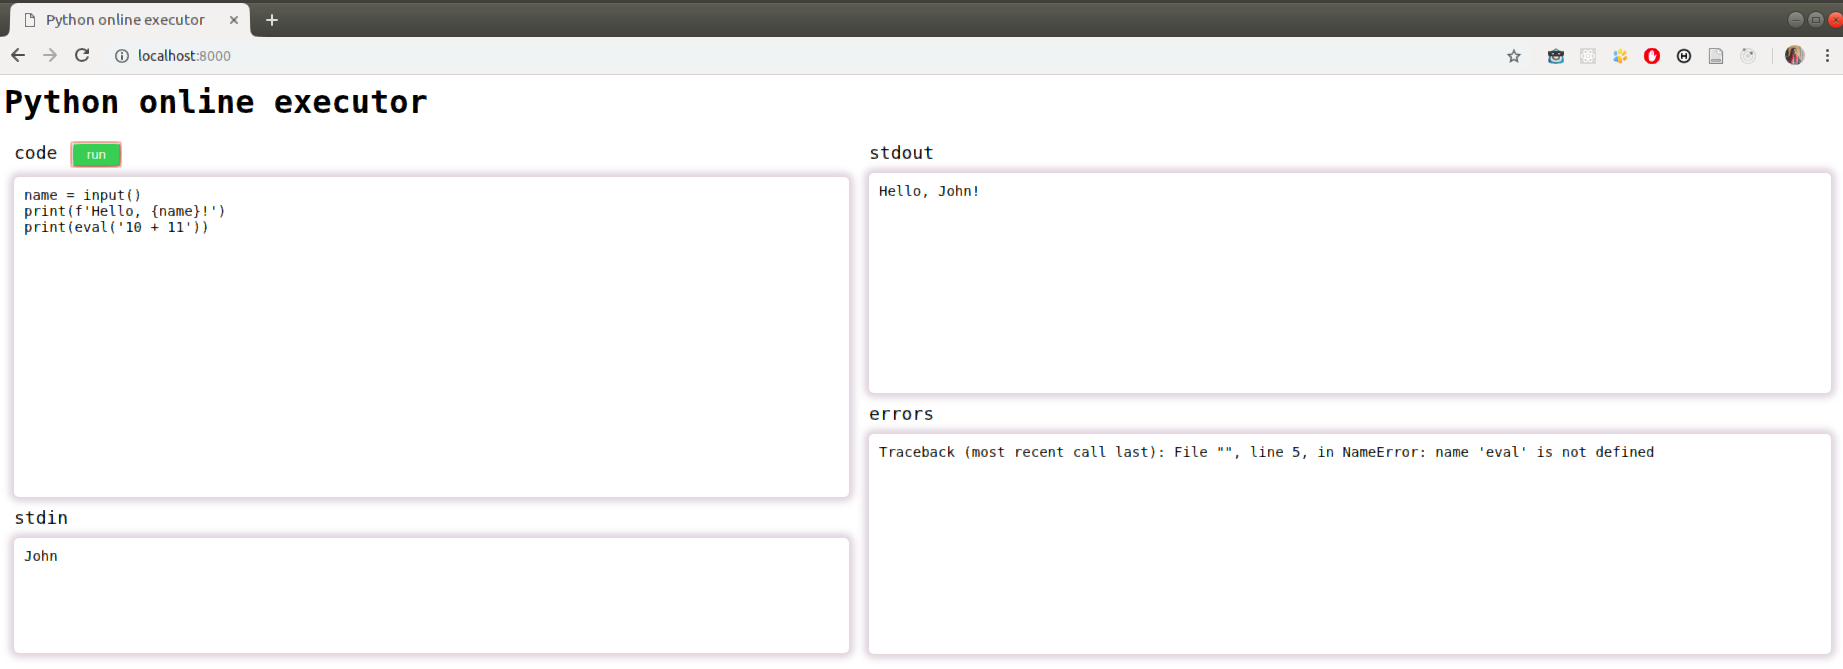 Python online executor
localhost:8000
Python online executor
code run
name = input()
print(f'Hello, {name}!')
print(eval('10 + 11'))
stdin
John
stdout
Hello, John!
errors
Traceback (most recent call last): File "", line 5, in NameError: name 'eval' is not defined